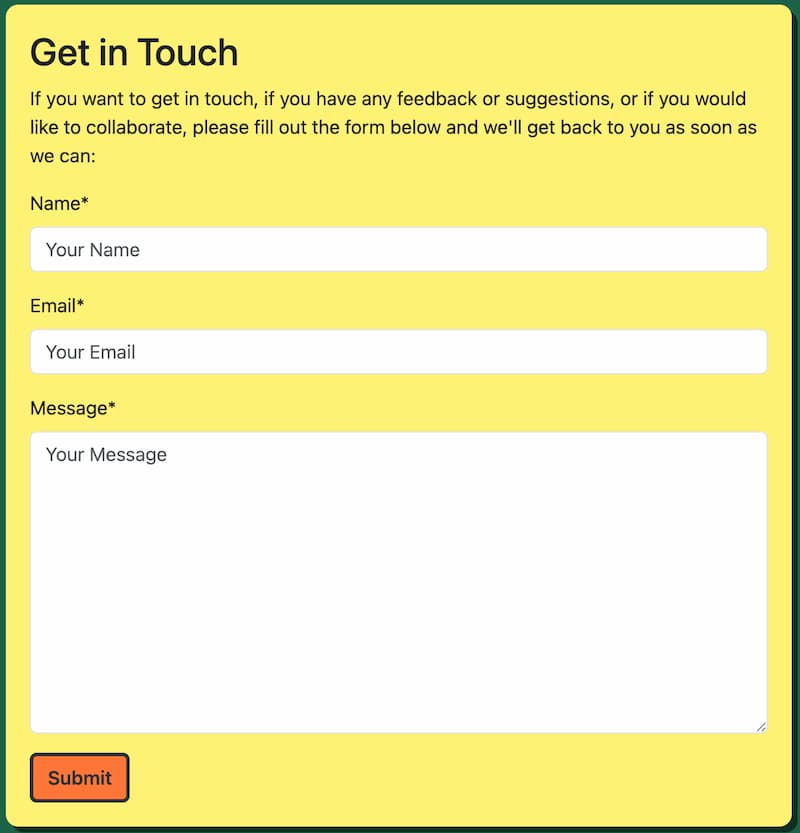 Get in Touch
If you want to get in touch, if you have any feedback or suggestions, or if you would
like to collaborate, please fill out the form below and we'll get back to you as soon as
we can:
Name*
Your Name
Email*
Your Email
Message*
Your Message
Submit